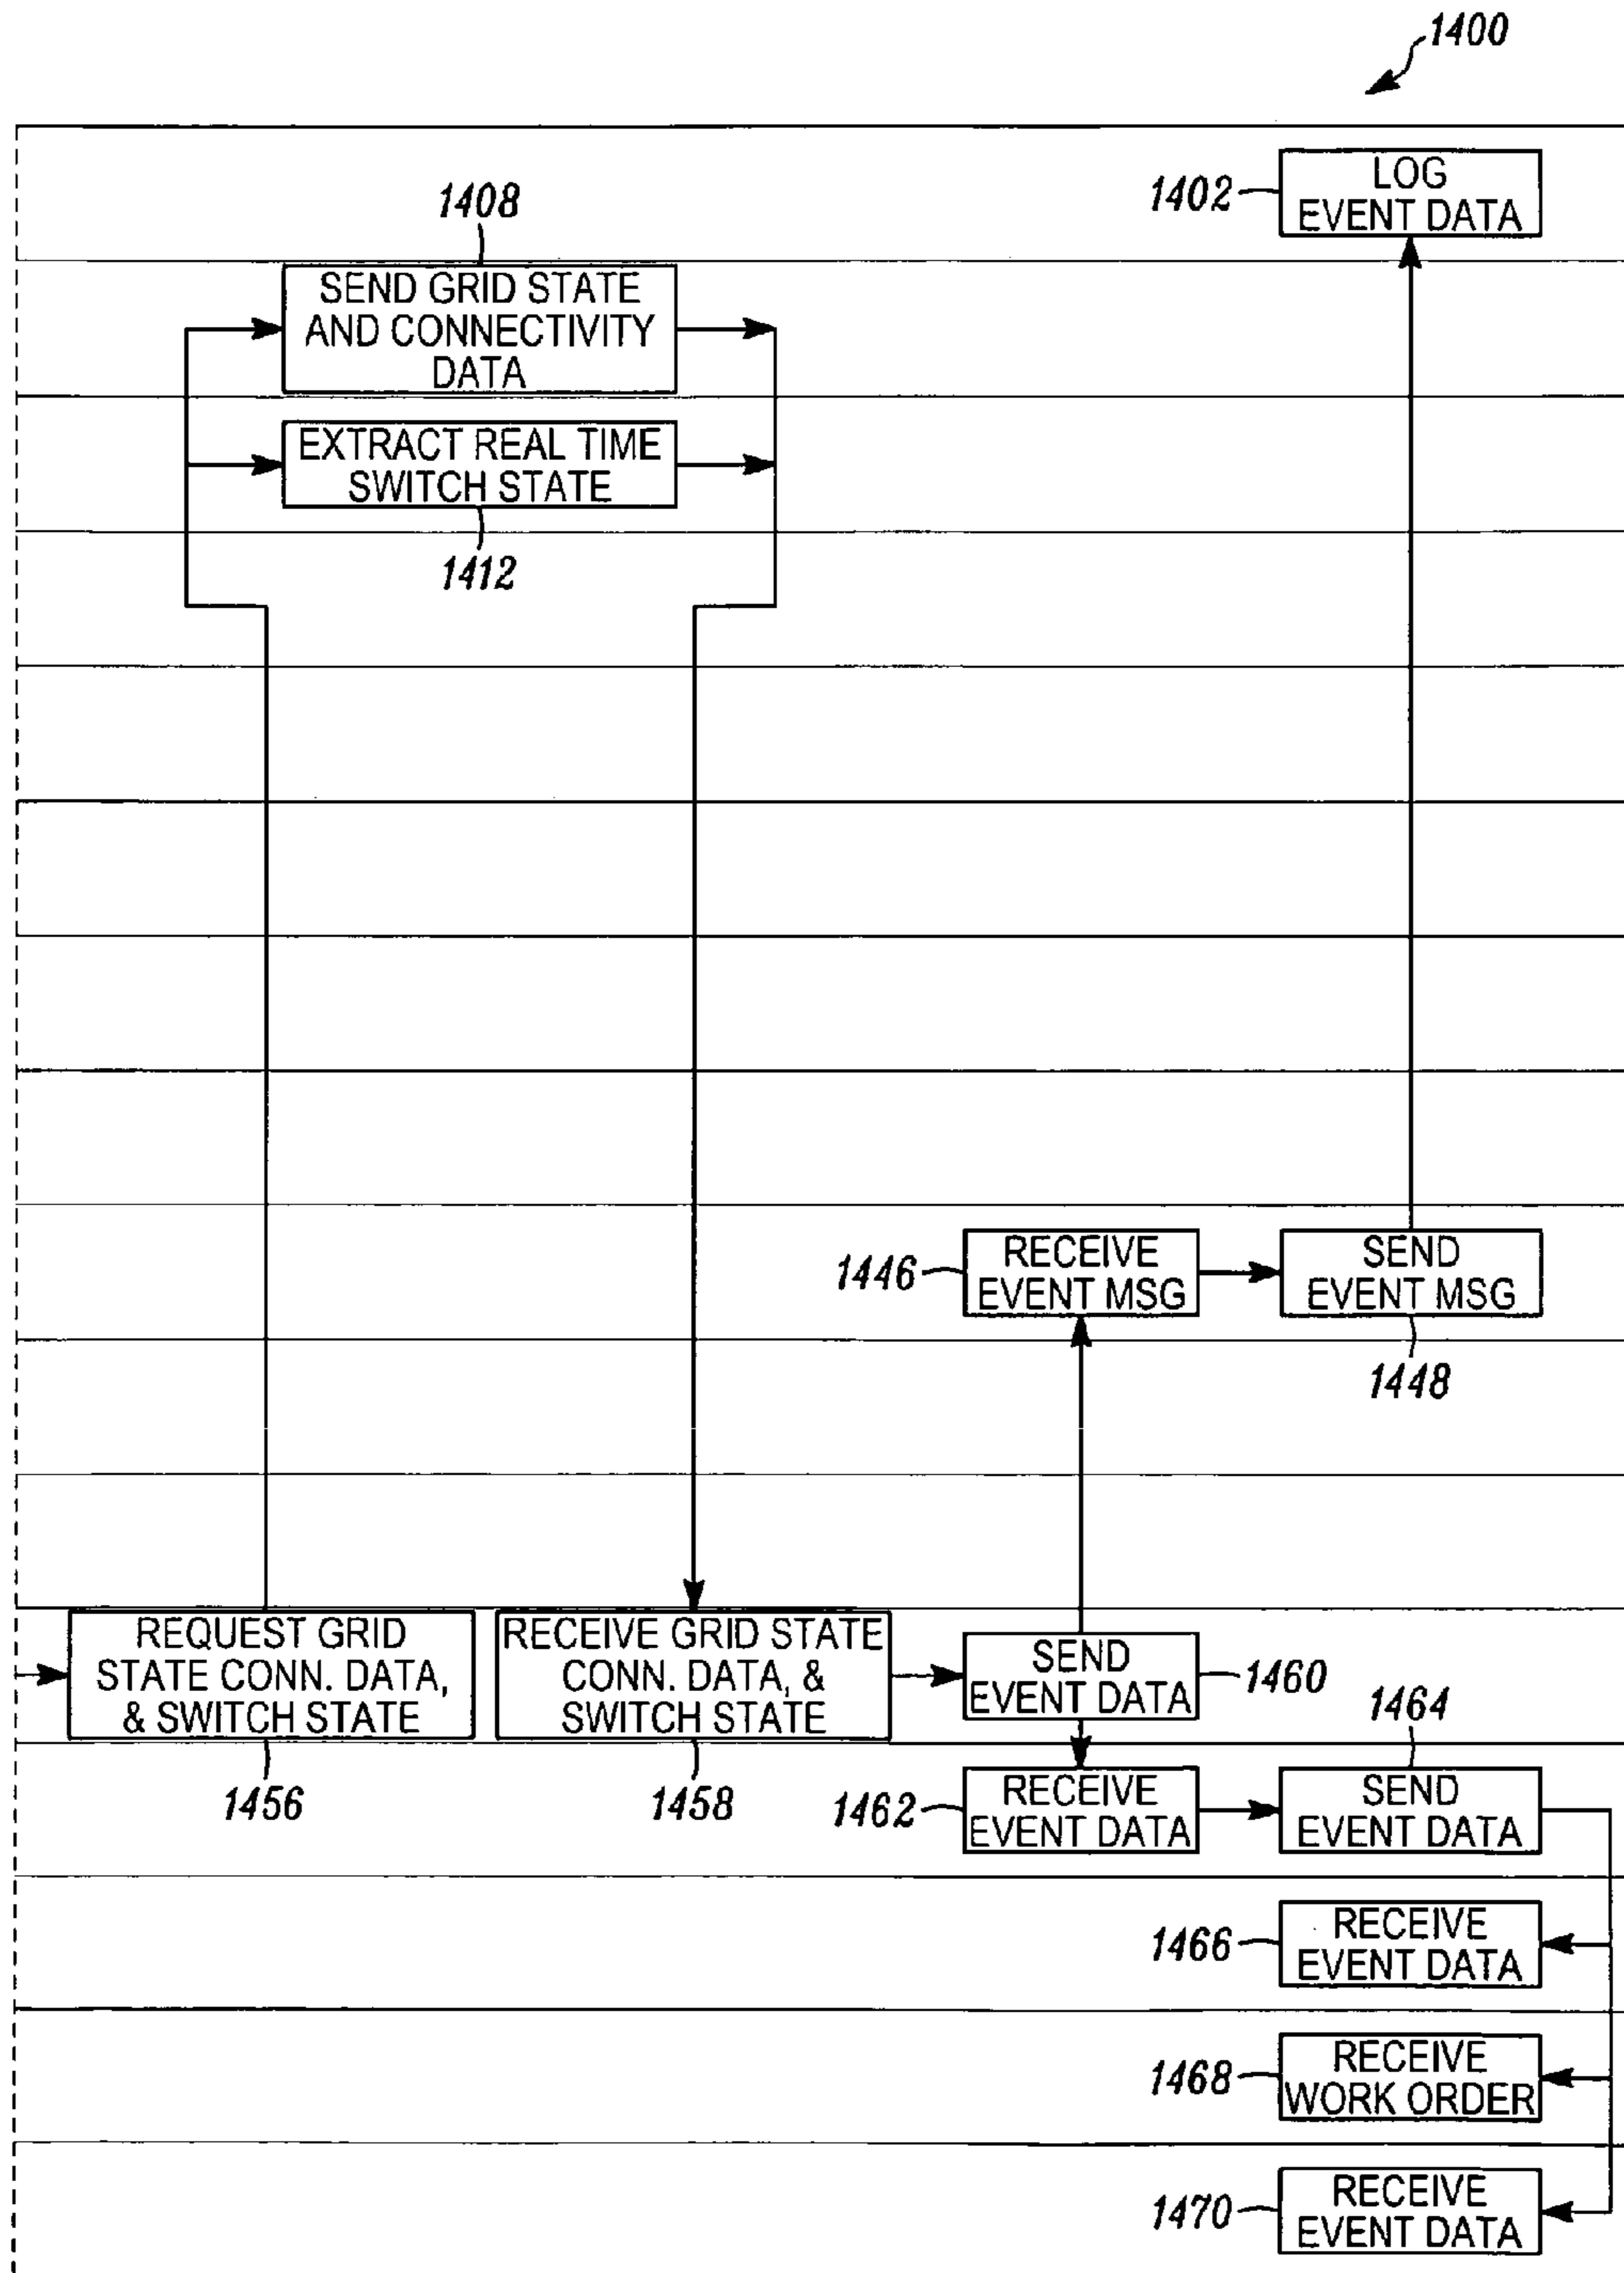 1400
LOG
EVENT DATA
1402
1408
SEND GRID STATE
AND CONNECTIVITY
DATA
EXTRACT REAL TIME
SWITCH STATE
1412
1446
RECEIVE
EVENT MSG
SEND
EVENT MSG
1448
REQUEST GRID
STATE CONN. DATA,
& SWITCH STATE
1456
RECEIVE GRID STATE
CONN. DATA, &
SWITCH STATE
1458
SEND
EVENT DATA
1460
1462
RECEIVE
EVENT DATA
1464
SEND
EVENT DATA
1466
RECEIVE
EVENT DATA
1468
RECEIVE
WORK ORDER
1470
RECEIVE
EVENT DATA